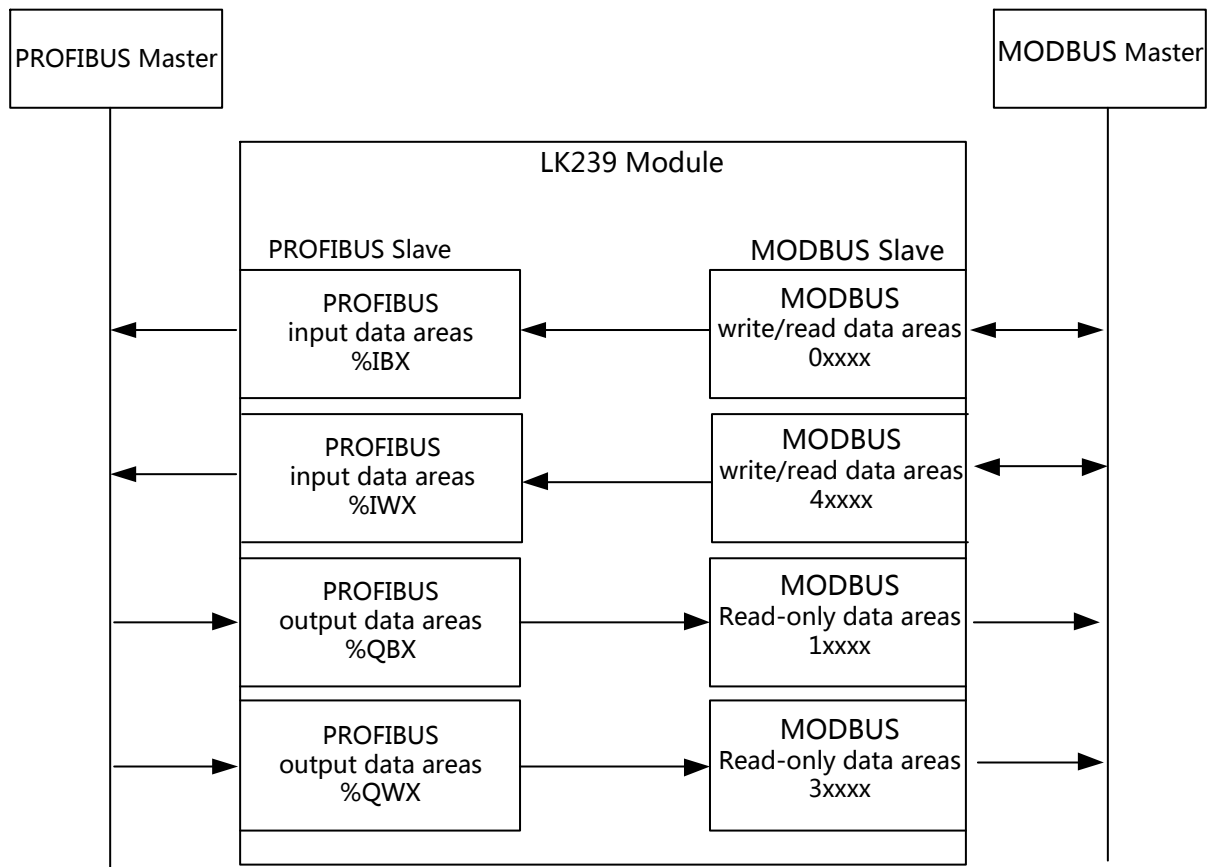 PROFIBUS Master
MODBUS Master
LK239 Module
PROFIBUS Slave
MODBUS Slave
PROFIBUS
input data areas
%IBX
MODBUS
write/read data areas
0xxxx
PROFIBUS
input data areas
%IWX
MODBUS
write/read data areas
4xxxx
PROFIBUS
output data areas
%QBX
MODBUS
Read-only data areas
1xxxx
PROFIBUS
output data areas
%QWX
MODBUS
Read-only data areas
3xxxx